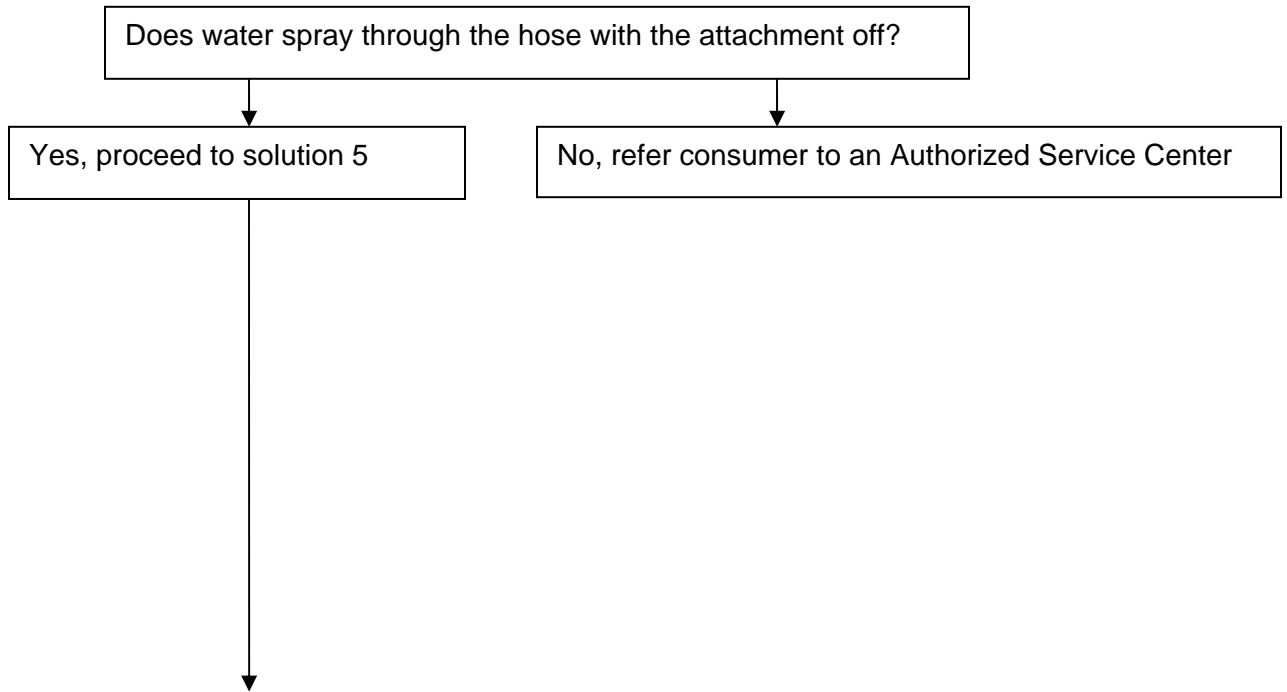 Does water spray through the hose with the attachment off?
Yes, proceed to solution 5
No, refer consumer to an Authorized Service Center